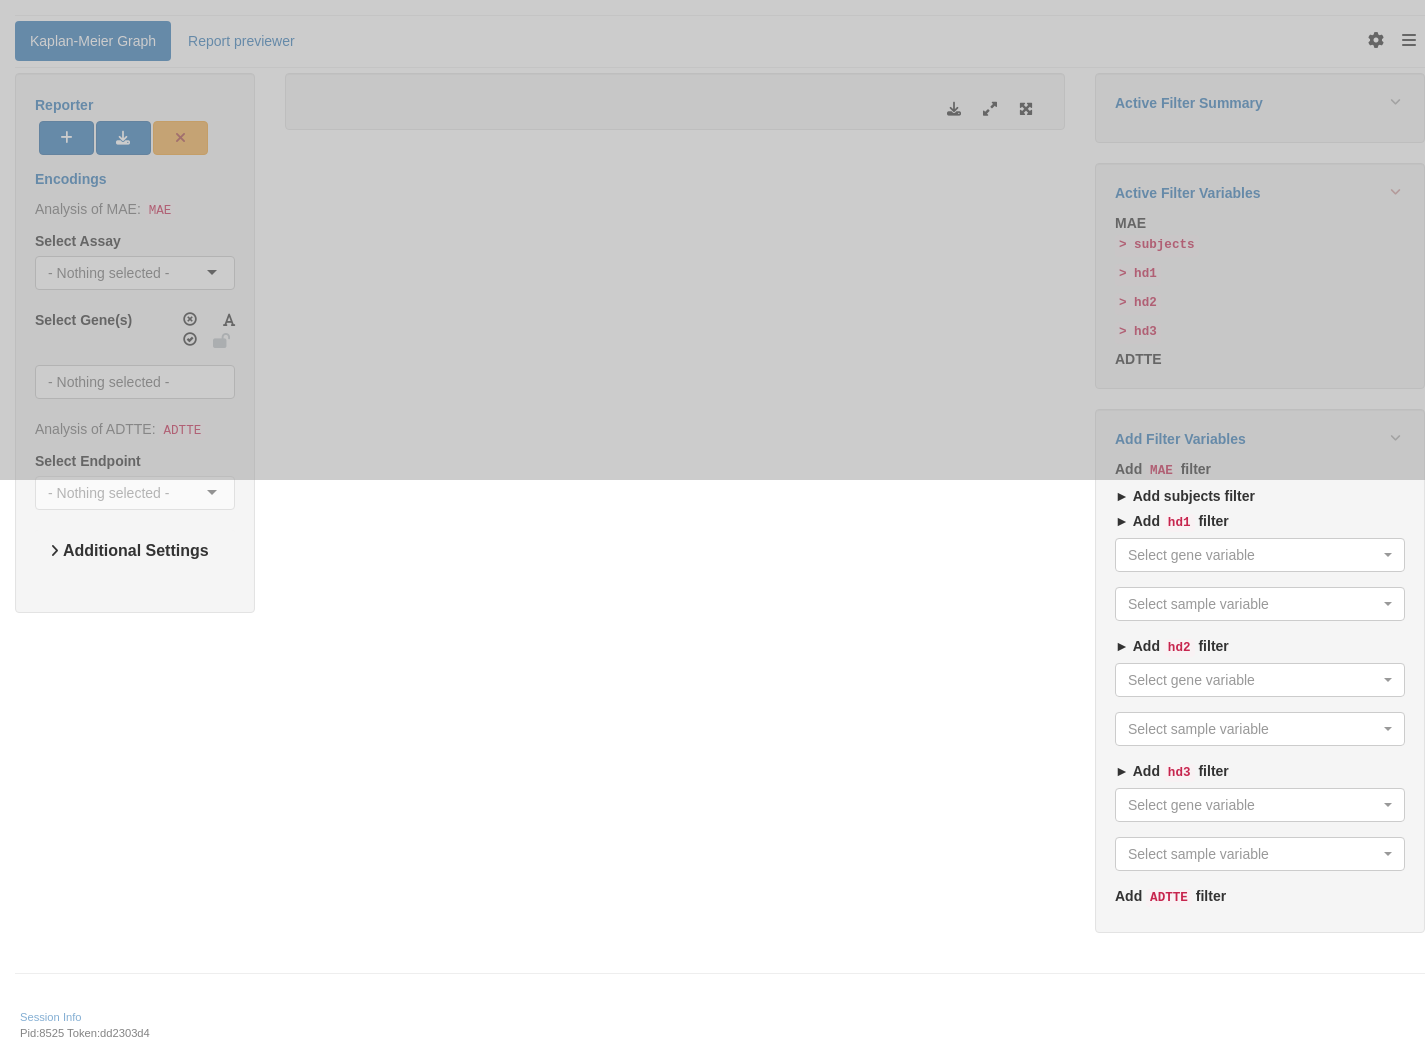 Kaplan-Meier Graph
Report previewer
Reporter
Encodings
Analysis of MAE: MAE
Select Assay
- Nothing selected -
Select Gene(s)
- Nothing selected -
Analysis of ADTTE: ADTTE
Select Endpoint
- Nothing selected -
Additional Settings
Active Filter Summary
Active Filter Variables
MAE
> subjects
> hd1
> hd2
> hd3
ADTTE
Add Filter Variables
Add MAE filter
► Add subjects filter
► Add hd1 filter
Select gene variable
Select sample variable
► Add hd2 filter
Select gene variable
Select sample variable
► Add hd3 filter
Select gene variable
Select sample variable
Add ADTTE filter
Session Info
Pid:8525 Token:dd2303d4